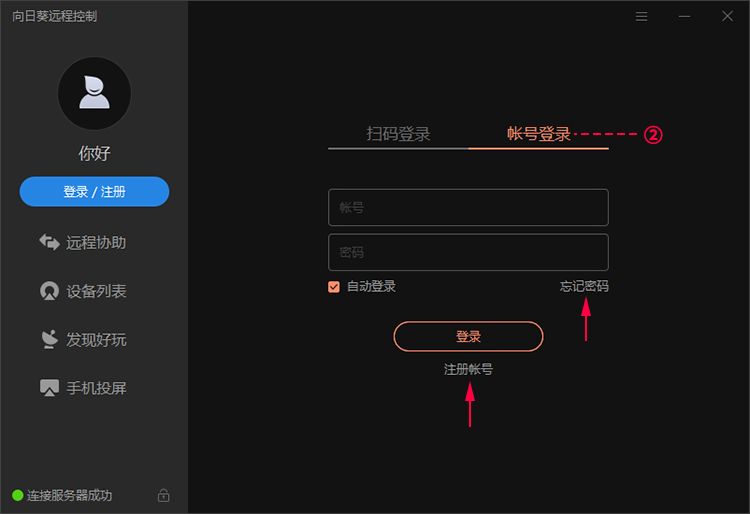 向日葵远程控制
你好
登录 / 注册
远程协助
设备列表
发现好玩
手机投屏
连接服务器成功
扫码登录
帐号登录
②
帐号
密码
自动登录
忘记密码
登录
注册帐号